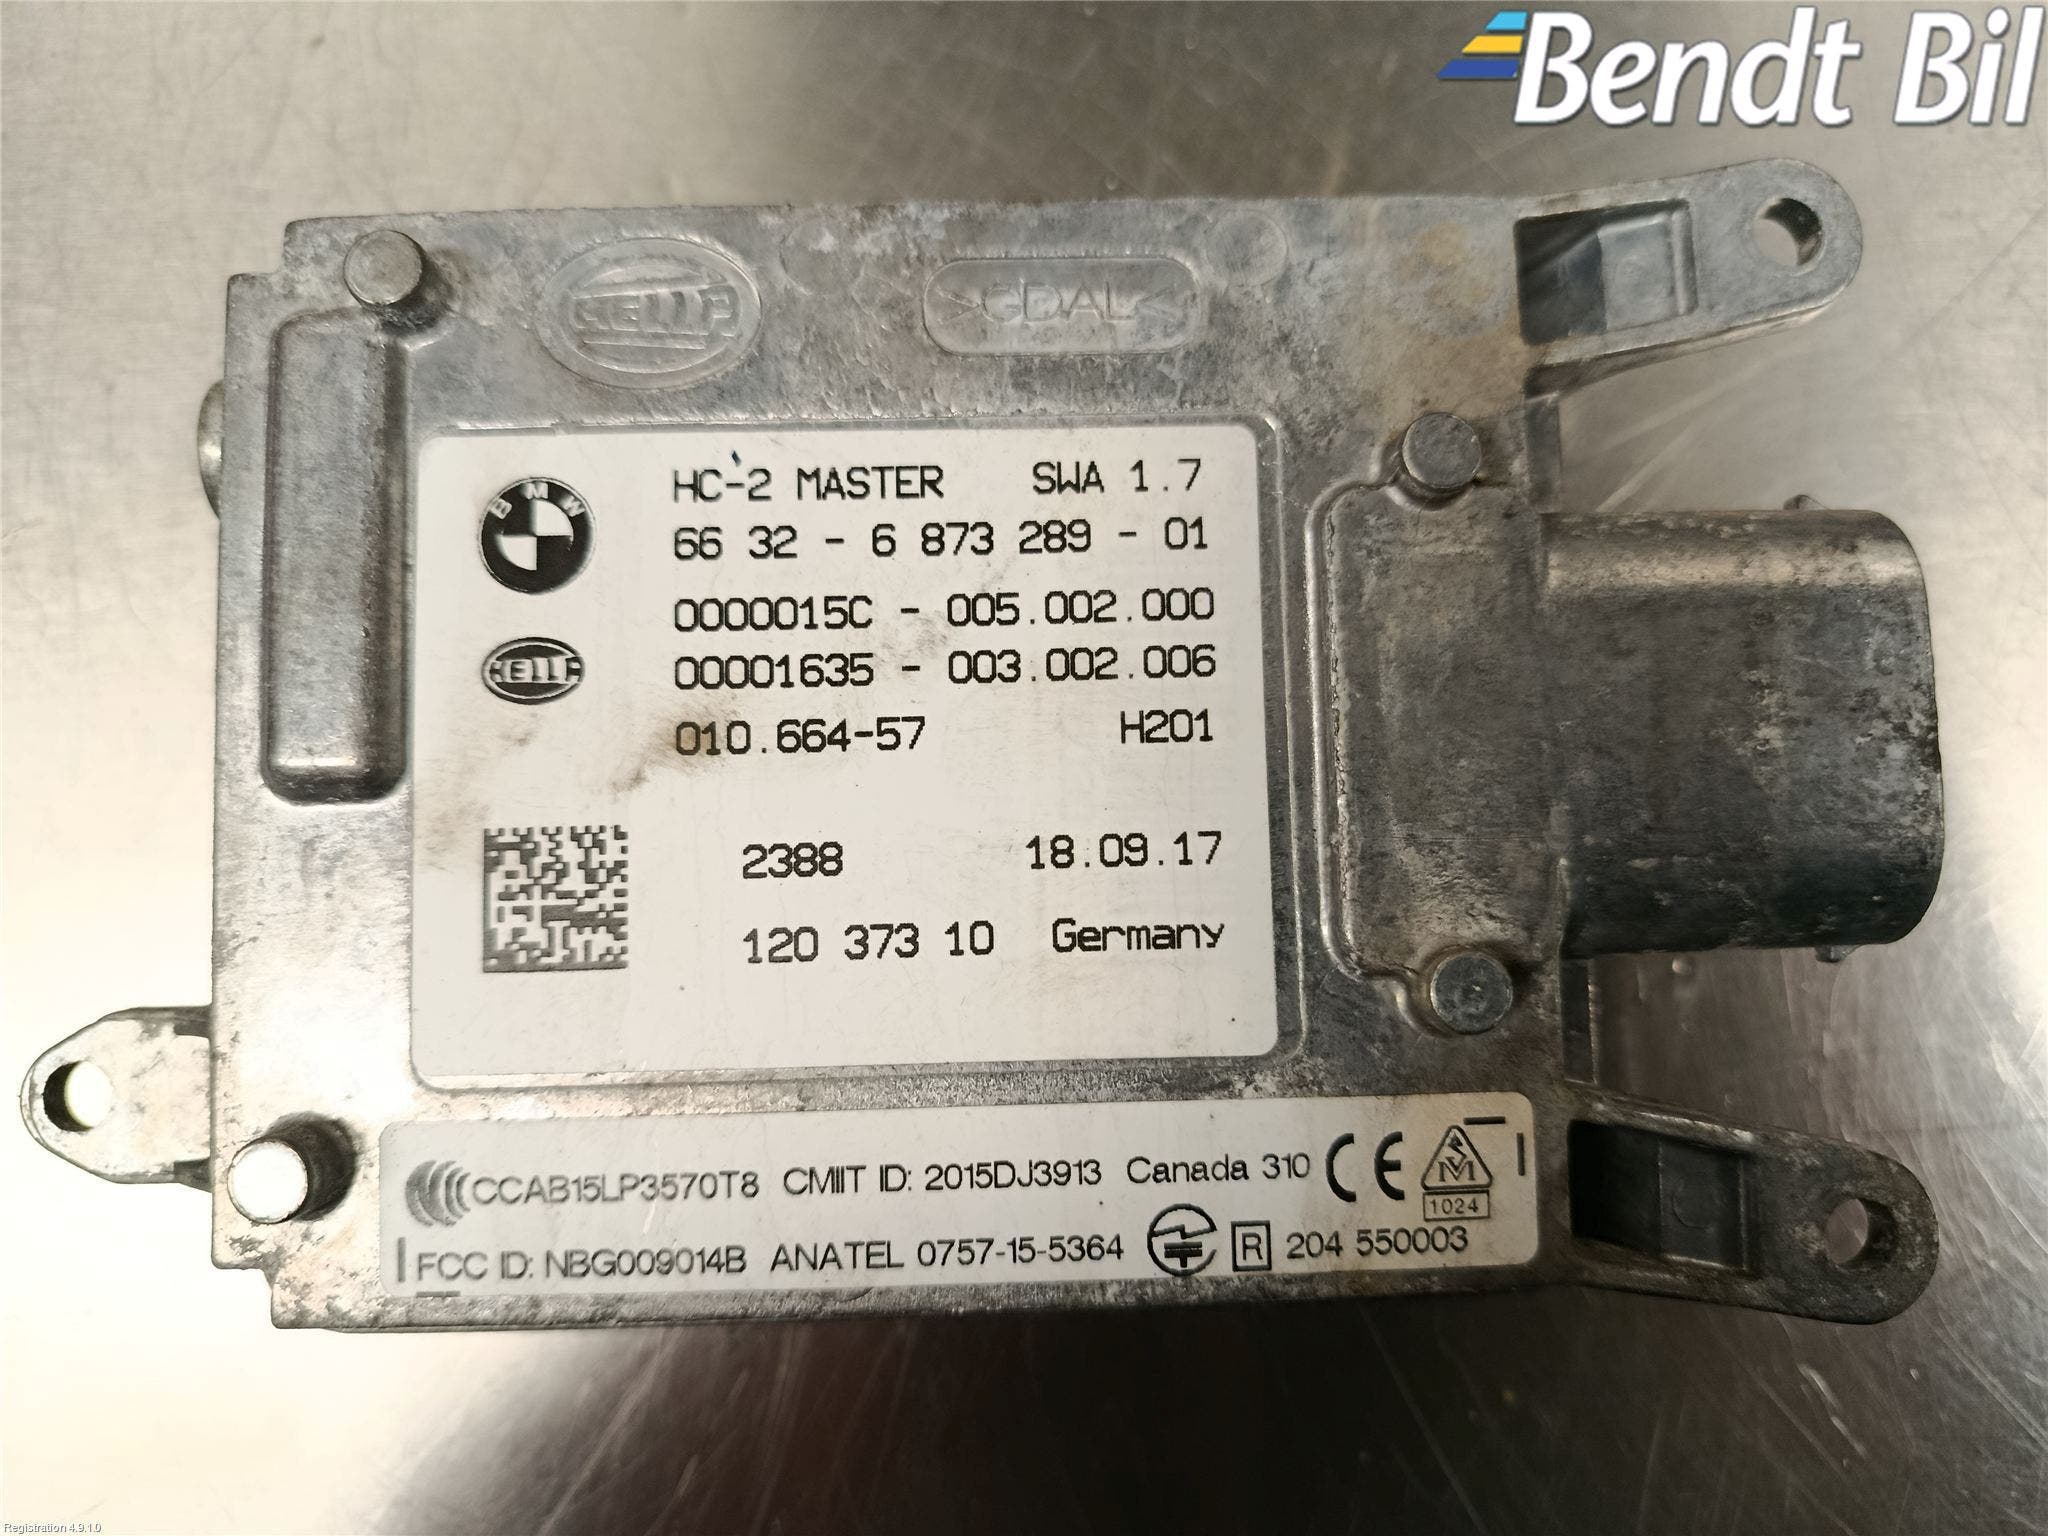 Bendt Bil
HELLA
>GDAL<
BMW
HC-2 MASTER SWA 1.7
66 32 - 6 873 289 - 01
0000015C - 005.002.000
HELLA
00001635 - 003.002.006
010.664-57 H201
2388 18.09.17
120 373 10 Germany
CCAB15LP3570T8 CMIIT ID: 2015DJ3913 Canada 310 CE
1024
FCC ID: NBG009014B ANATEL 0757-15-5364 R 204 550003
Registration 4.9.1.0